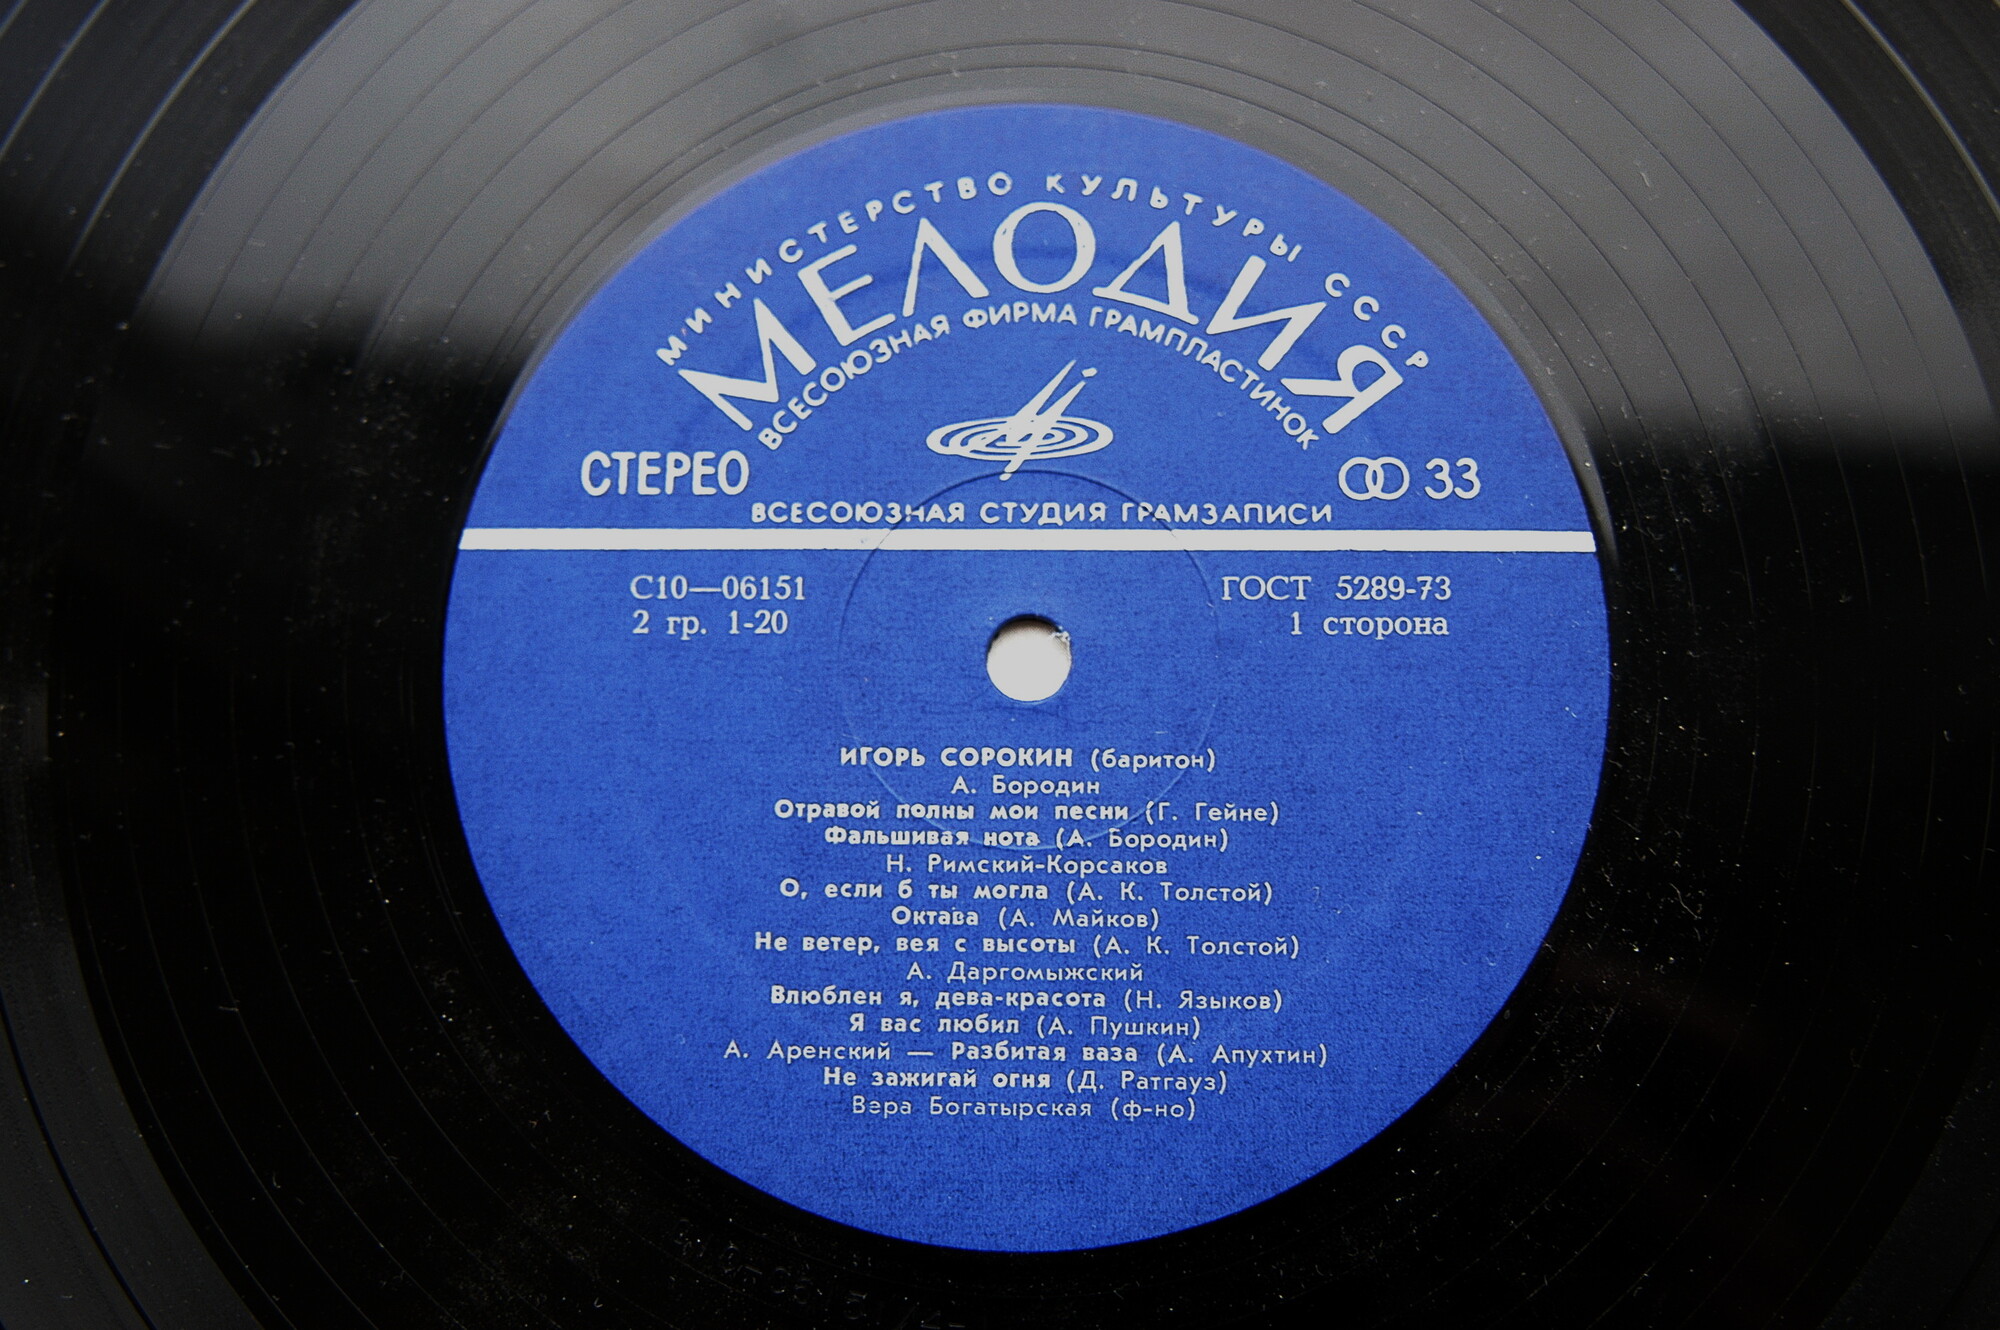 МИНИСТЕРСТВО КУЛЬТУРЫ СССР
МЕЛОДИЯ
ВСЕСОЮЗНАЯ ФИРМА ГРАМПЛАСТИНОК
СТЕРЕО
33
ВСЕСОЮЗНАЯ СТУДИЯ ГРАМЗАПИСИ
С10—06151
ГОСТ 5289-73
2 гр. 1-20
1 сторона
ИГОРЬ СОРОКИН (баритон)
А. Бородин
Отравой полны мои песни (Г. Гейне)
Фальшивая нота (А. Бородин)
Н. Римский-Корсаков
О, если б ты могла (А. К. Толстой)
Октава (А. Майков)
Не ветер, вея с высоты (А. К. Толстой)
А. Даргомыжский
Влюблен я, дева-красота (Н. Языков)
Я вас любил (А. Пушкин)
А. Аренский — Разбитая ваза (А. Апухтин)
Не зажигай огня (Д. Ратгауз)
Вера Богатырская (ф-но)